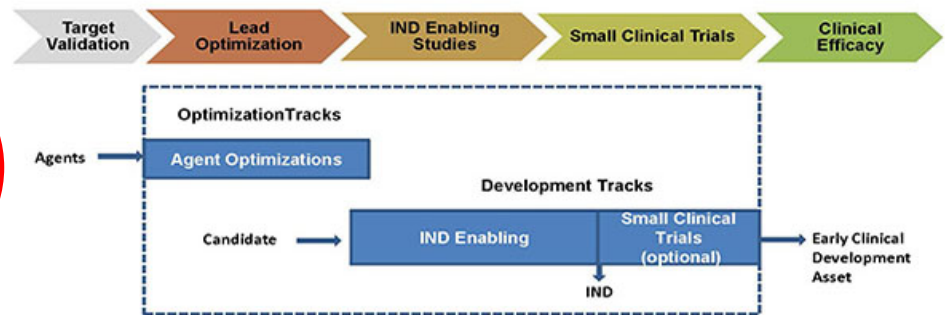 Target
Validation
Lead
Optimization
IND Enabling
Studies
Small Clinical Trials
Clinical
Efficacy
OptimizationTracks
Agents
Agent Optimizations
Development Tracks
Candidate
IND Enabling
Small Clinical
Trials
(optional)
Early Clinical
Development
Asset
IND